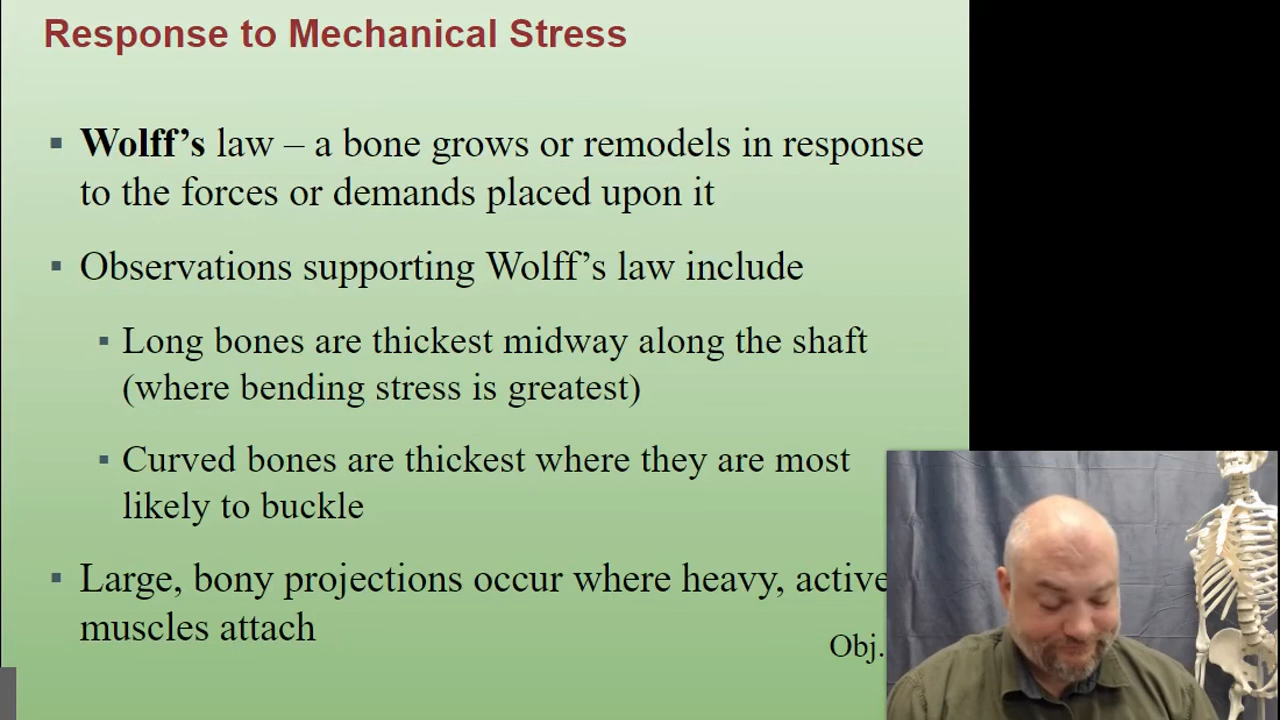 Response to Mechanical Stress
Wolff’s law – a bone grows or remodels in response
to the forces or demands placed upon it
Observations supporting Wolff’s law include
Long bones are thickest midway along the shaft
(where bending stress is greatest)
Curved bones are thickest where they are most
likely to buckle
Large, bony projections occur where heavy, active
muscles attach
Obj.